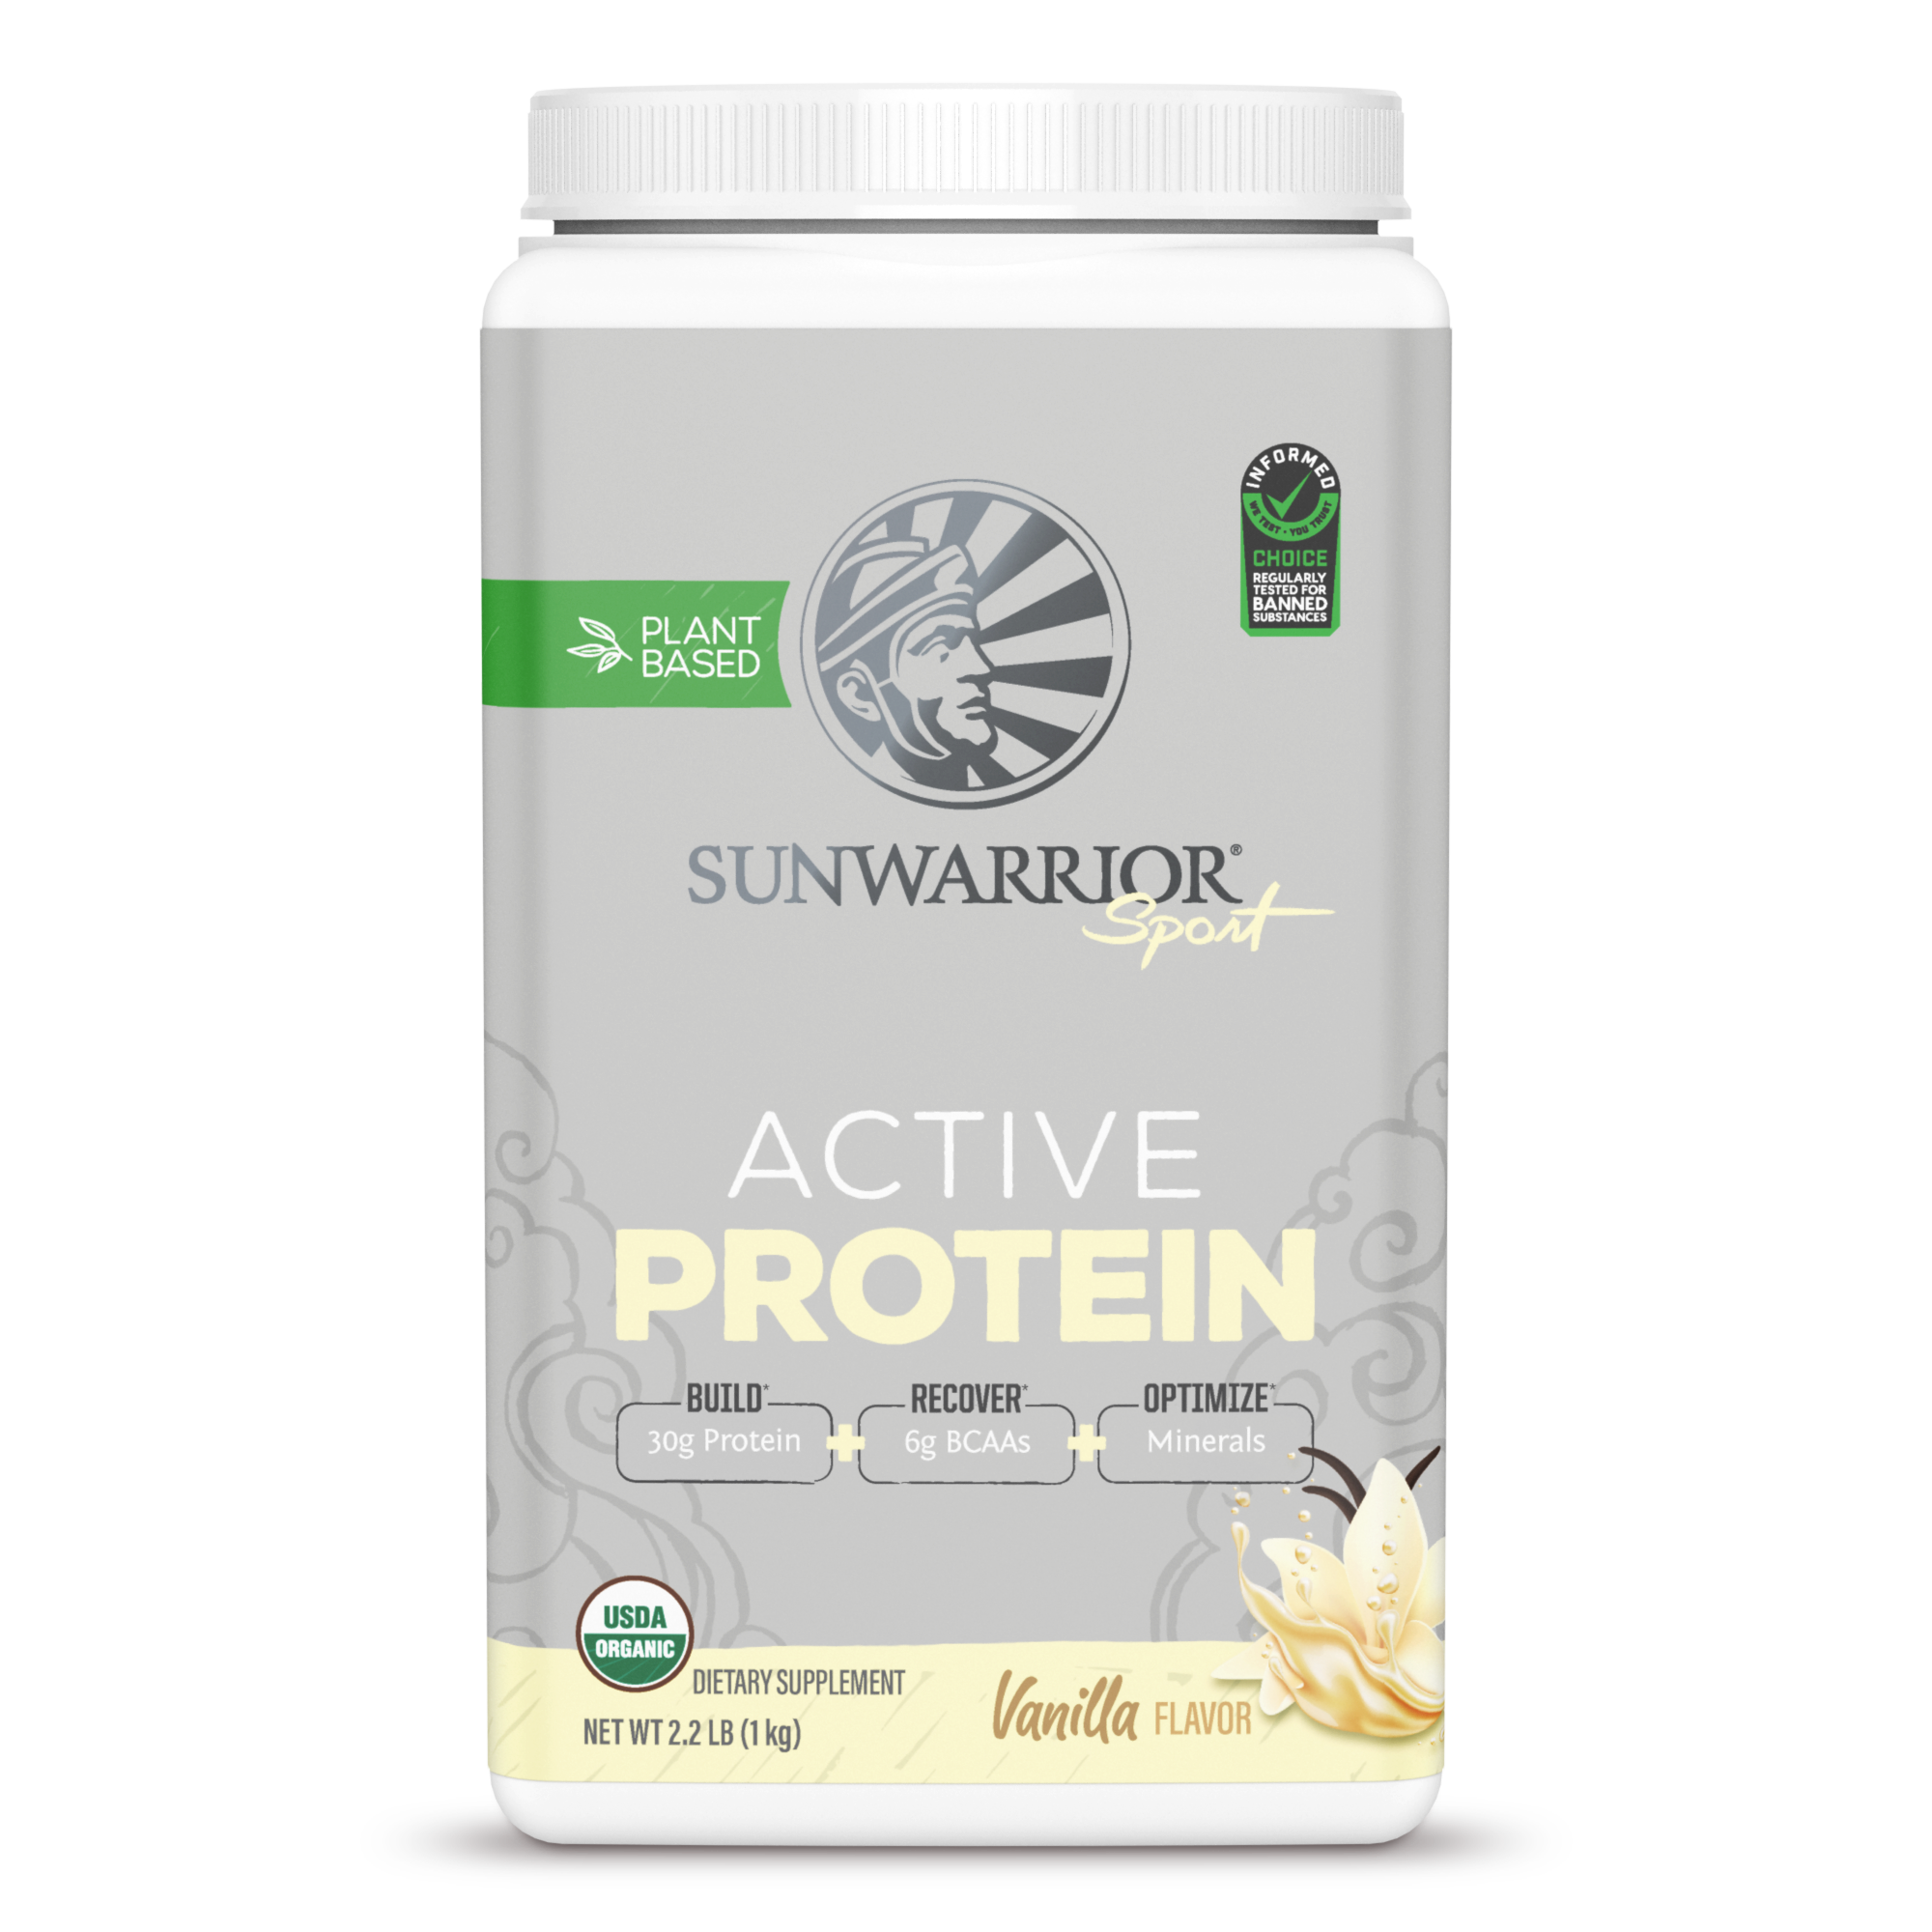 INFORMED
WE TEST · YOU TRUST
CHOICE
REGULARLY
TESTED FOR
BANNED
SUBSTANCES
PLANT
BASED
SUNWARRIOR®
Sport
ACTIVE
PROTEIN
BUILD* RECOVER* OPTIMIZE*
30g Protein + 6g BCAAs + Minerals
USDA
ORGANIC
DIETARY SUPPLEMENT
NET WT 2.2 LB (1 kg)
Vanilla FLAVOR